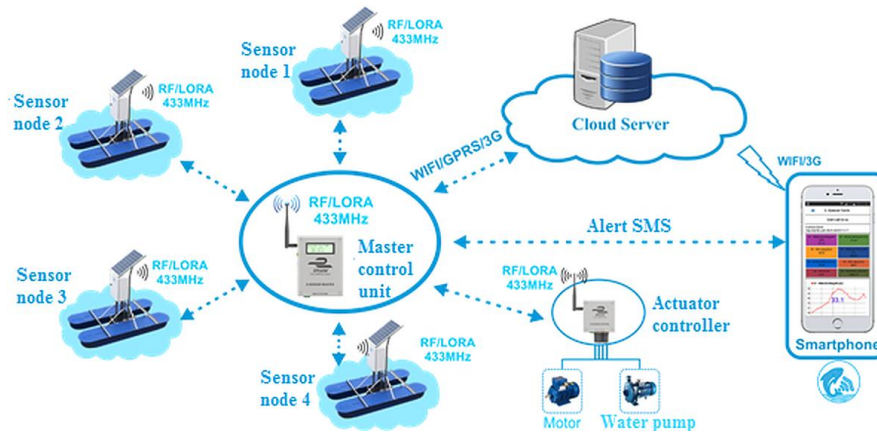 RF/LORA
433MHz
Sensor
node 1
RF/LORA
433MHz
Sensor
node 2
Cloud Server
WIFI/GPRS/3G
WIFI/3G
RF/LORA
433MHz
Master
control
unit
Alert SMS
Sensor
node 3
RF/LORA
433MHz
RF/LORA
433MHz
Actuator
controller
33.1
Smartphone
Sensor
node 4
RF/LORA
433MHz
Motor
Water pump